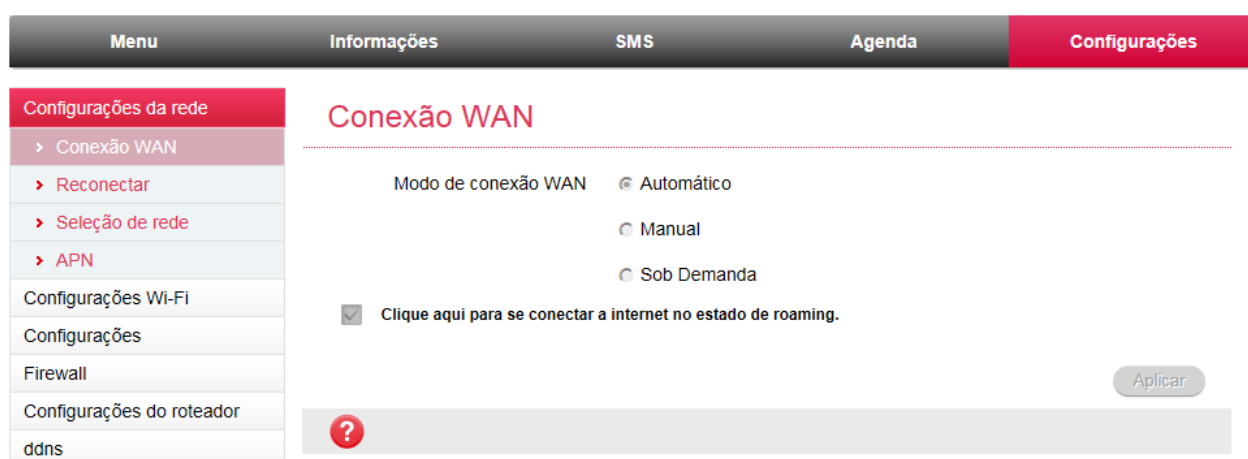 Menu
Informações
SMS
Agenda
Configurações
Configurações da rede
Conexão WAN
Reconectar
Seleção de rede
APN
Configurações Wi-Fi
Configurações
Firewall
Configurações do roteador
ddns
Conexão WAN
Modo de conexão WAN
Automático
Manual
Sob Demanda
Clique aqui para se conectar a internet no estado de roaming.
Aplicar
?